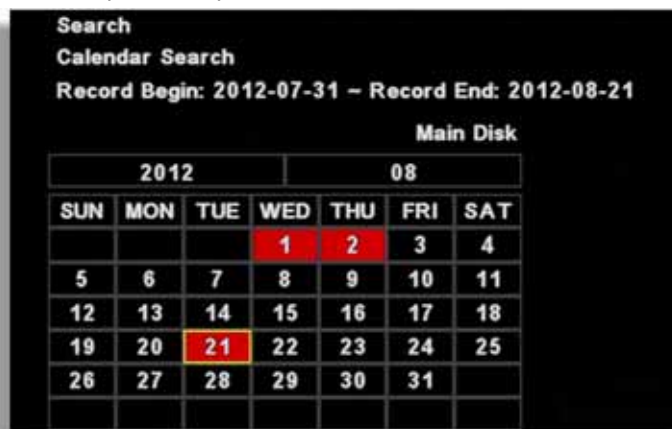 Search
Calendar Search
Record Begin: 2012-07-31 ~ Record End: 2012-08-21
Main Disk
2012 08
SUN MON TUE WED THU FRI SAT
1 2 3 4
5 6 7 8 9 10 11
12 13 14 15 16 17 18
19 20 21 22 23 24 25
26 27 28 29 30 31